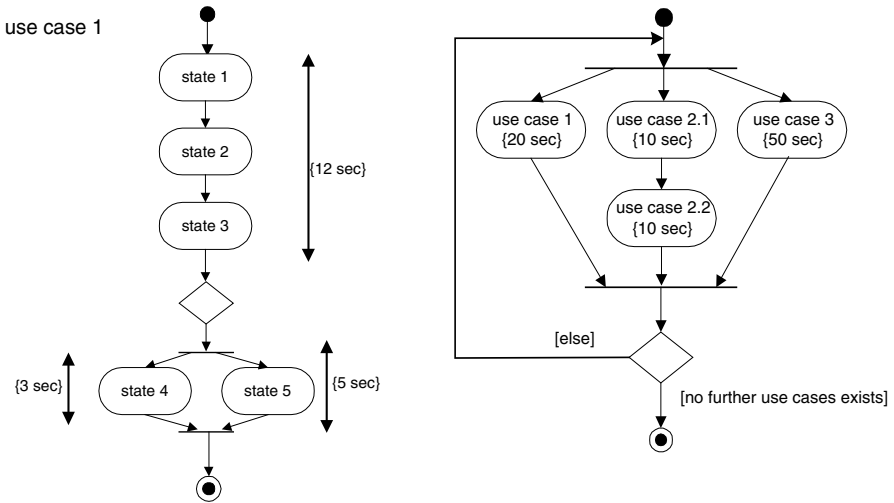 use case 1
state 1
state 2
state 3
{12 sec}
{3 sec}
state 4
state 5
{5 sec}
use case 1
{20 sec}
use case 2.1
{10 sec}
use case 3
{50 sec}
use case 2.2
{10 sec}
[else]
[no further use cases exists]